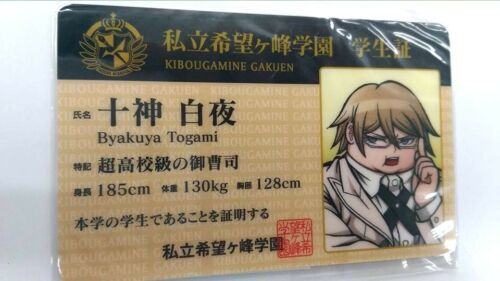 私立希望ヶ峰学園 学生証
KIBOUGAMINE GAKUEN
氏名 十神 白夜
Byakuya Togami
特記 超高校級の御曹司
身長 185cm 体重 130kg 胸囲 128cm
本学の学生であることを証明する
私立希望ヶ峰学園